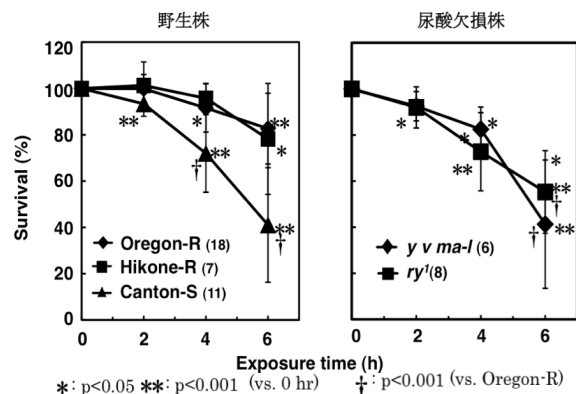 野生株
尿酸欠損株
Survival (%)
120
100
80
60
40
20
0
** * ** ** * † ** †
Oregon-R (18)
Hikone-R (7)
Canton-S (11)
0 2 4 6
* * * ** * ** † † **
y v ma-l (6)
ry¹(8)
0 2 4 6
Exposure time (h)
*: p<0.05 **: p<0.001 (vs. 0 hr) †: p<0.001 (vs. Oregon-R)